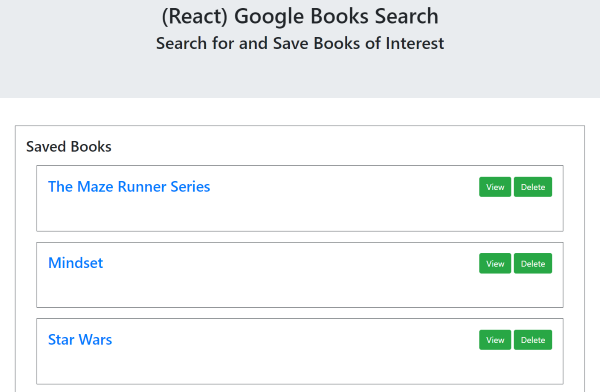 (React) Google Books Search
Search for and Save Books of Interest
Saved Books
The Maze Runner Series View Delete
Mindset View Delete
Star Wars View Delete